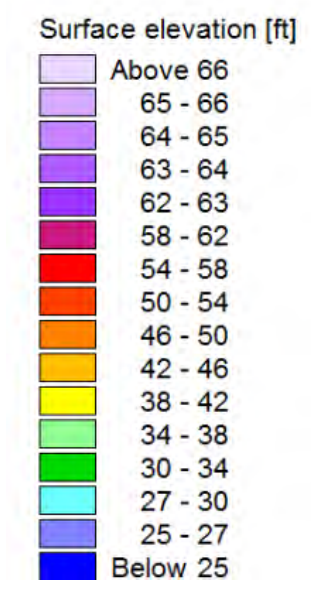 Surface elevation [ft]
Above 66
65 - 66
64 - 65
63 - 64
62 - 63
58 - 62
54 - 58
50 - 54
46 - 50
42 - 46
38 - 42
34 - 38
30 - 34
27 - 30
25 - 27
Below 25